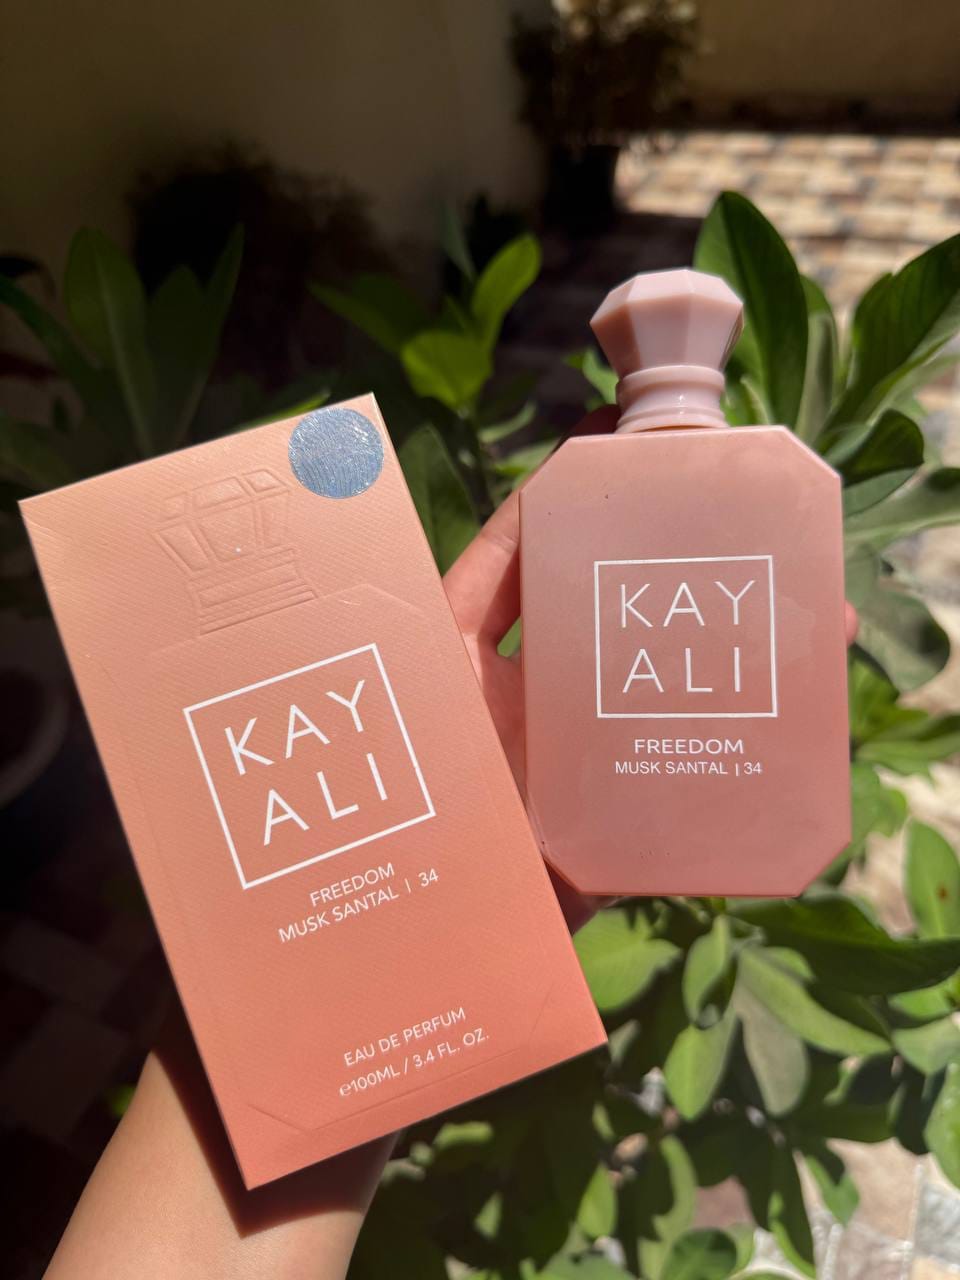 KAY
ALI
FREEDOM
MUSK SANTAL | 34
EAU DE PERFUM
℮100ML / 3.4 FL. OZ.
KAY
ALI
FREEDOM
MUSK SANTAL | 34